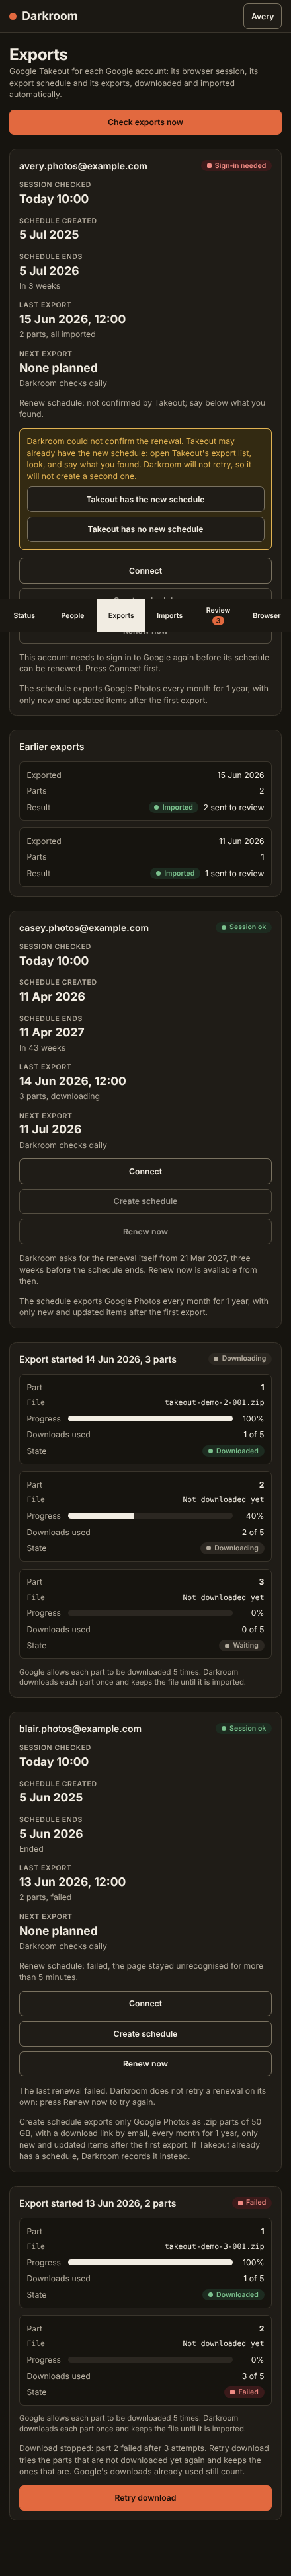 Darkroom
Avery
Exports
Google Takeout for each Google account: its browser session, its
export schedule and its exports, downloaded and imported
automatically.
Check exports now
avery.photos@example.com
Sign-in needed
SESSION CHECKED
Today 10:00
SCHEDULE CREATED
5 Jul 2025
SCHEDULE ENDS
5 Jul 2026
In 3 weeks
LAST EXPORT
15 Jun 2026, 12:00
2 parts, all imported
NEXT EXPORT
None planned
Darkroom checks daily
Renew schedule: not confirmed by Takeout; say below what you
found.
Darkroom could not confirm the renewal. Takeout may
already have the new schedule: open Takeout's export list,
look, and say what you found. Darkroom will not retry, so it
will not create a second one.
Takeout has the new schedule
Takeout has no new schedule
Connect
Status
People
Exports
Imports
Review
3
Browser
Renew now
This account needs to sign in to Google again before its schedule
can be renewed. Press Connect first.
The schedule exports Google Photos every month for 1 year, with
only new and updated items after the first export.
Earlier exports
Exported 15 Jun 2026
Parts 2
Result Imported 2 sent to review
Exported 11 Jun 2026
Parts 1
Result Imported 1 sent to review
casey.photos@example.com
Session ok
SESSION CHECKED
Today 10:00
SCHEDULE CREATED
11 Apr 2026
SCHEDULE ENDS
11 Apr 2027
In 43 weeks
LAST EXPORT
14 Jun 2026, 12:00
3 parts, downloading
NEXT EXPORT
11 Jul 2026
Darkroom checks daily
Connect
Create schedule
Renew now
Darkroom asks for the renewal itself from 21 Mar 2027, three
weeks before the schedule ends. Renew now is available from
then.
The schedule exports Google Photos every month for 1 year, with
only new and updated items after the first export.
Export started 14 Jun 2026, 3 parts
Downloading
Part 1
File takeout-demo-2-001.zip
Progress 100%
Downloads used 1 of 5
State Downloaded
Part 2
File Not downloaded yet
Progress 40%
Downloads used 2 of 5
State Downloading
Part 3
File Not downloaded yet
Progress 0%
Downloads used 0 of 5
State Waiting
Google allows each part to be downloaded 5 times. Darkroom
downloads each part once and keeps the file until it is imported.
blair.photos@example.com
Session ok
SESSION CHECKED
Today 10:00
SCHEDULE CREATED
5 Jun 2025
SCHEDULE ENDS
5 Jun 2026
Ended
LAST EXPORT
13 Jun 2026, 12:00
2 parts, failed
NEXT EXPORT
None planned
Darkroom checks daily
Renew schedule: failed, the page stayed unrecognised for more
than 5 minutes.
Connect
Create schedule
Renew now
The last renewal failed. Darkroom does not retry a renewal on its
own: press Renew now to try again.
Create schedule exports only Google Photos as .zip parts of 50
GB, with a download link by email, every month for 1 year, only
new and updated items after the first export. If Takeout already
has a schedule, Darkroom records it instead.
Export started 13 Jun 2026, 2 parts
Failed
Part 1
File takeout-demo-3-001.zip
Progress 100%
Downloads used 1 of 5
State Downloaded
Part 2
File Not downloaded yet
Progress 0%
Downloads used 3 of 5
State Failed
Google allows each part to be downloaded 5 times. Darkroom
downloads each part once and keeps the file until it is imported.
Download stopped: part 2 failed after 3 attempts. Retry download
tries the parts that are not downloaded yet again and keeps the
ones that are. Google's downloads already used still count.
Retry download